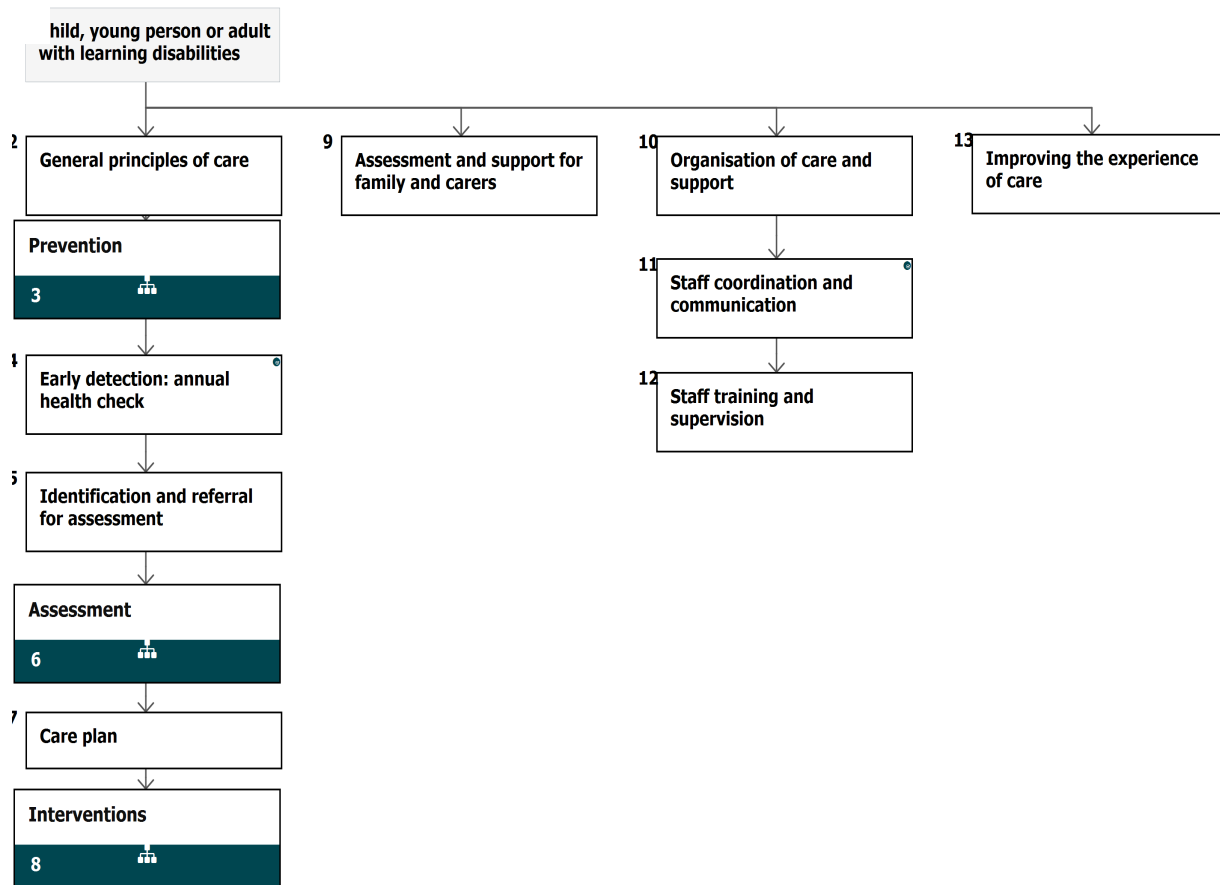 hild, young person or adult
with learning disabilities
2
General principles of care
9
Assessment and support for
family and carers
10
Organisation of care and
support
13
Improving the experience
of care
Prevention
3
11
Staff coordination and
communication
4
Early detection: annual
health check
12
Staff training and
supervision
5
Identification and referral
for assessment
Assessment
6
7
Care plan
Interventions
8